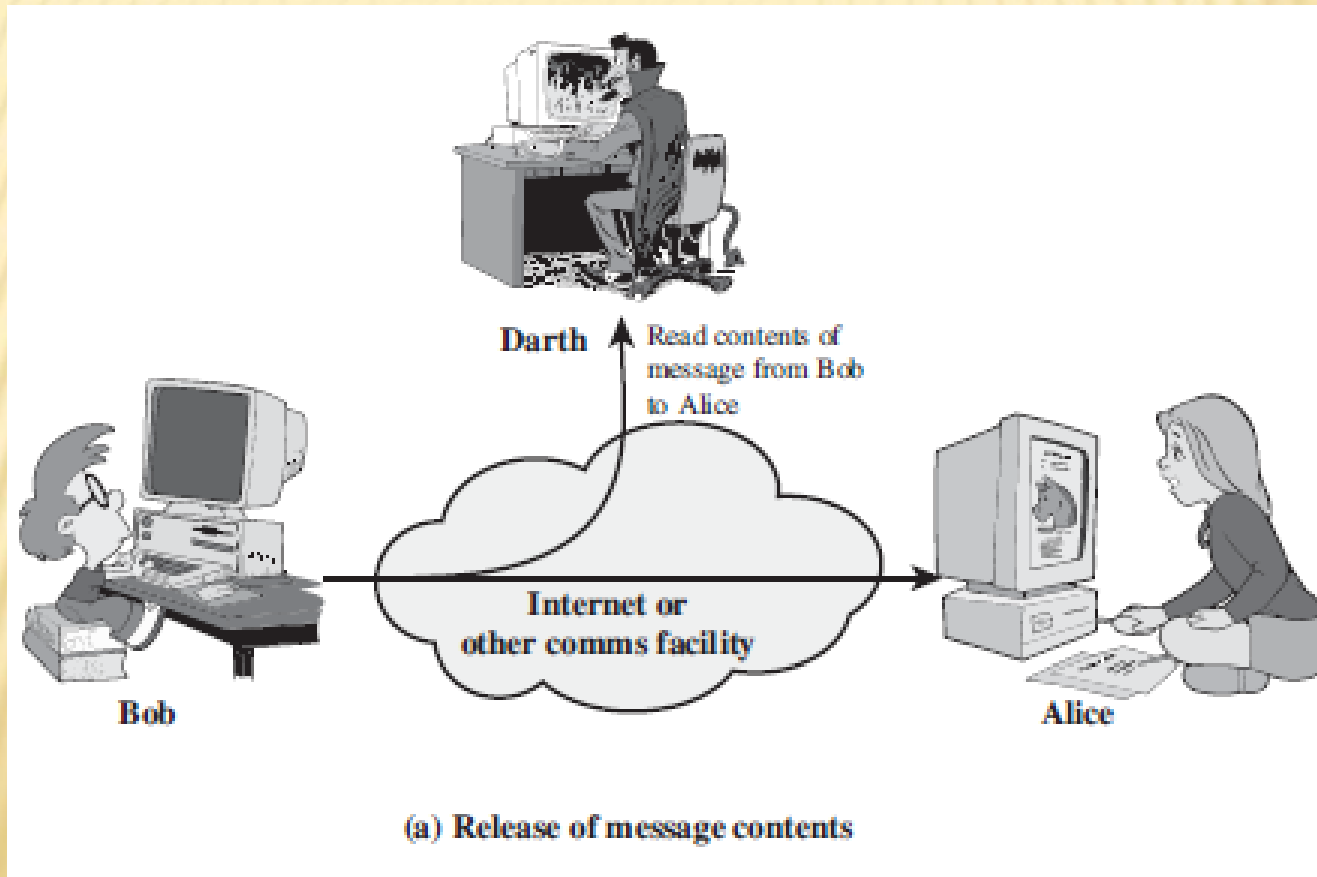 Darth
Read contents of
message from Bob
to Alice
Internet or
other comms facility
Bob
Alice
(a) Release of message contents